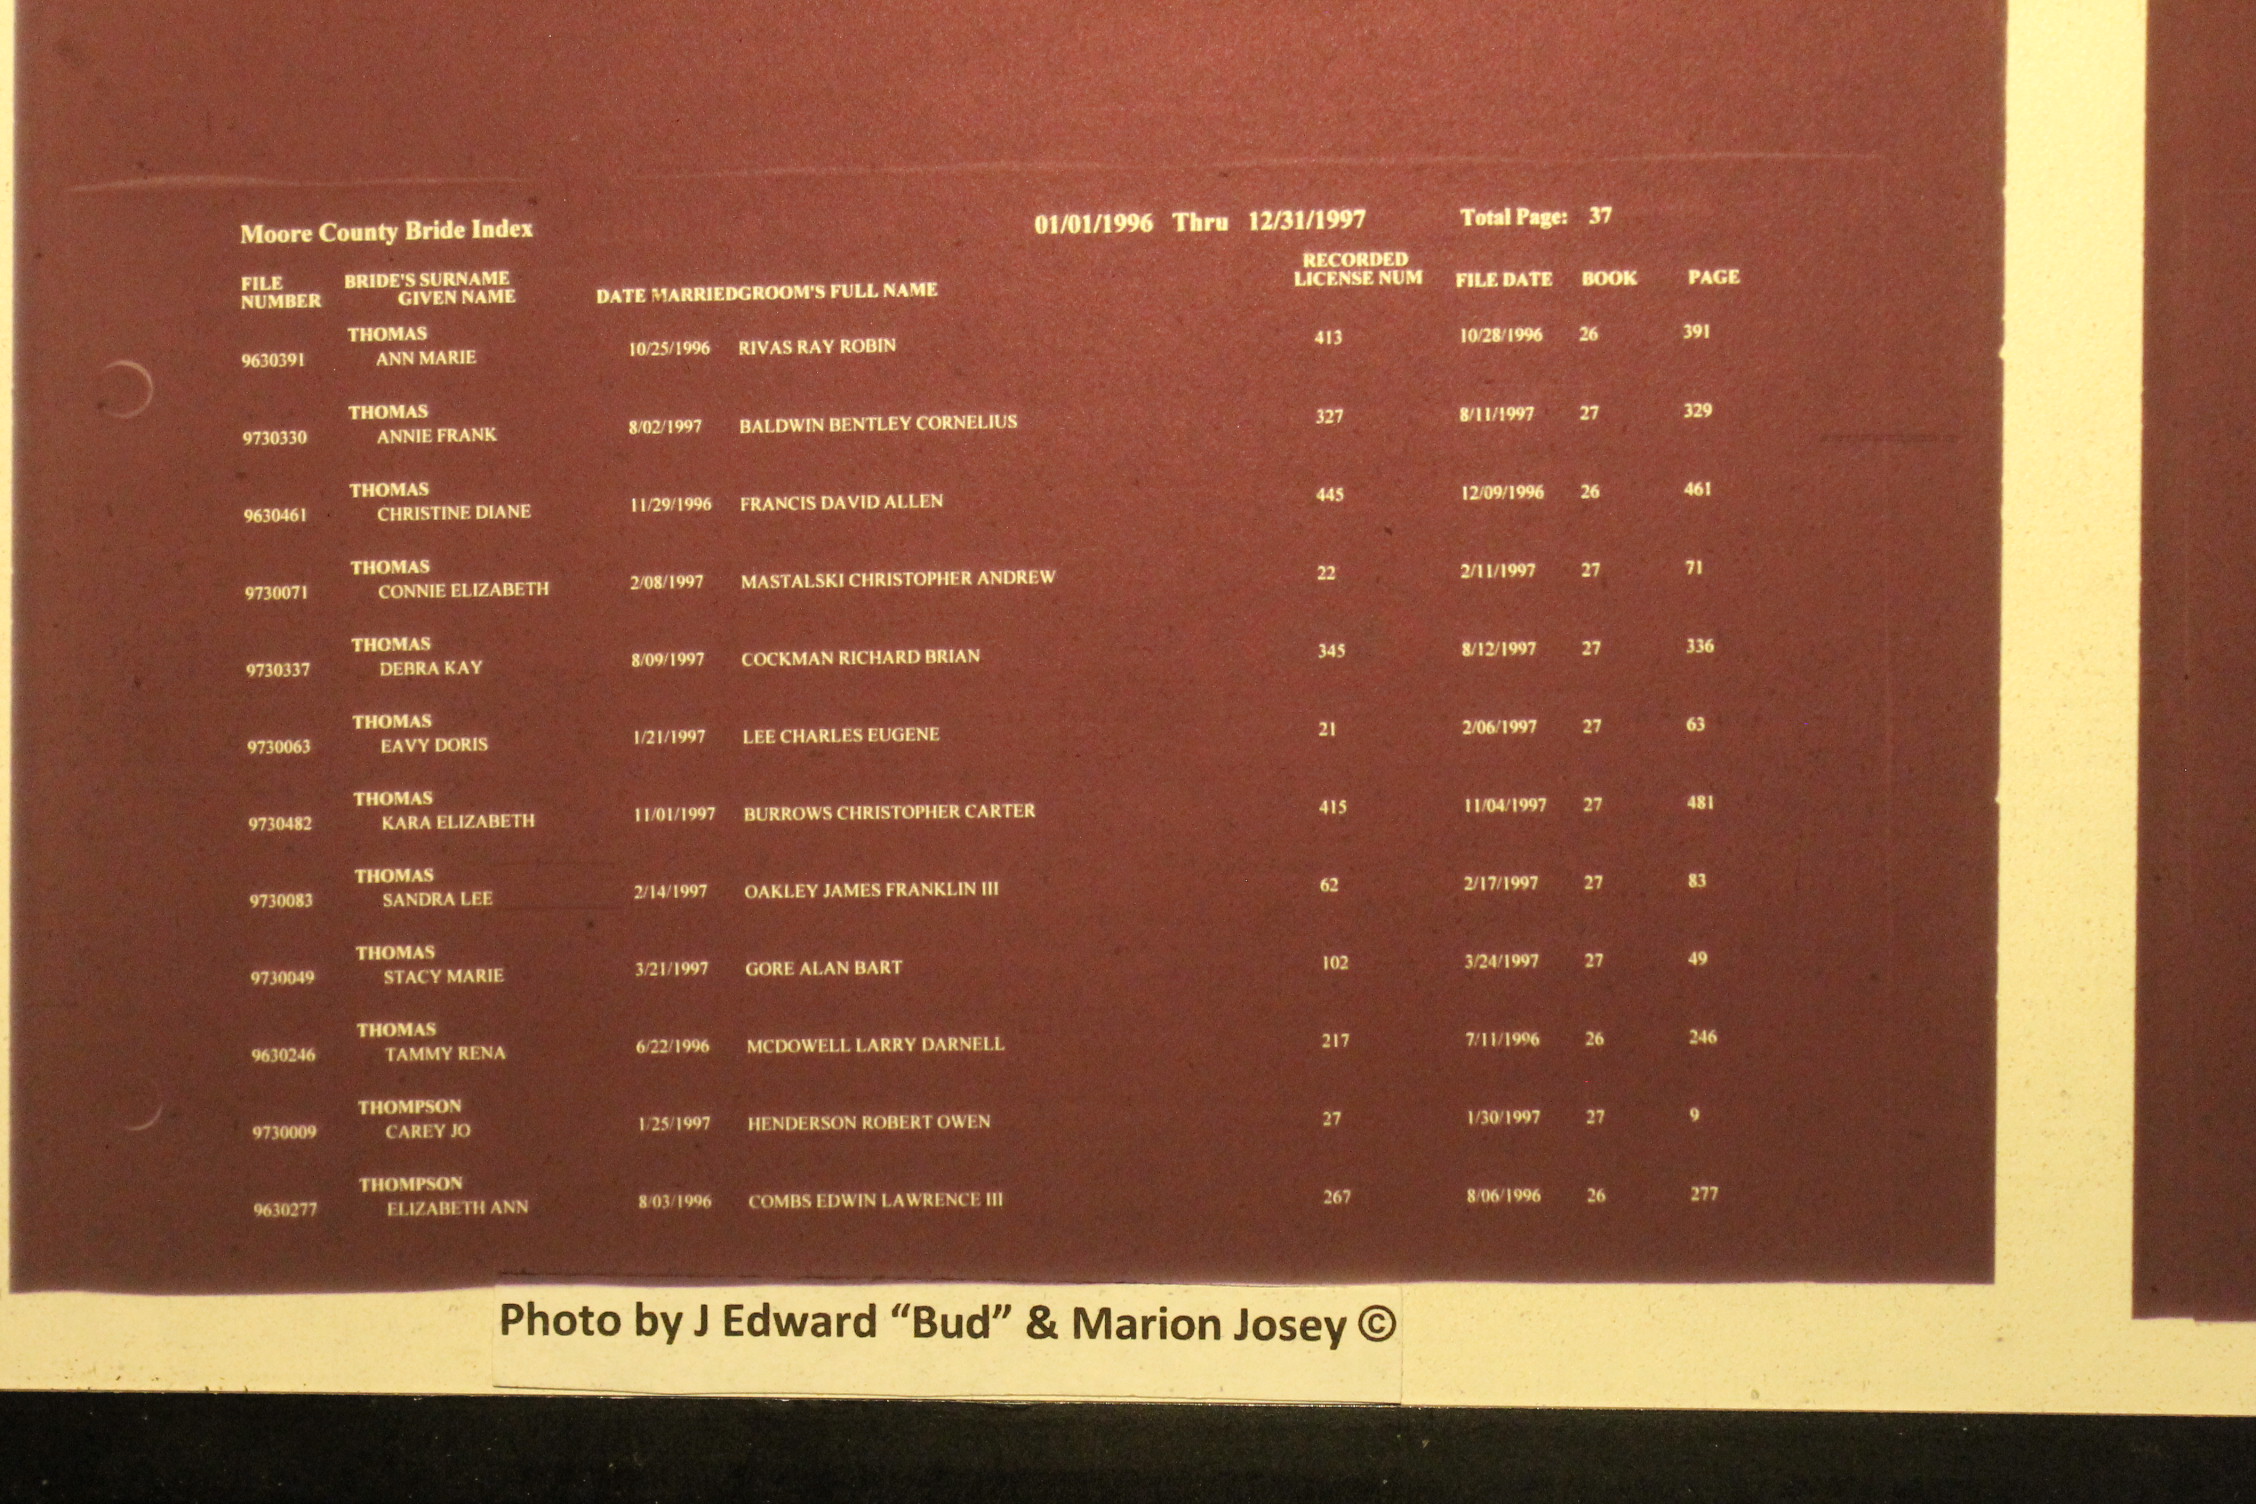 Moore County Bride Index 01/01/1996 Thru 12/31/1997 Total Page: 37
FILE NUMBER BRIDE'S SURNAME GIVEN NAME DATE MARRIED GROOM'S FULL NAME RECORDED LICENSE NUM FILE DATE BOOK PAGE
THOMAS
9630391 ANN MARIE 10/25/1996 RIVAS RAY ROBIN 413 10/28/1996 26 391
THOMAS
9730330 ANNIE FRANK 8/02/1997 BALDWIN BENTLEY CORNELIUS 327 8/11/1997 27 329
THOMAS
9630461 CHRISTINE DIANE 11/29/1996 FRANCIS DAVID ALLEN 445 12/09/1996 26 461
THOMAS
9730071 CONNIE ELIZABETH 2/08/1997 MASTALSKI CHRISTOPHER ANDREW 22 2/11/1997 27 71
THOMAS
9730337 DEBRA KAY 8/09/1997 COCKMAN RICHARD BRIAN 345 8/12/1997 27 336
THOMAS
9730063 EAVY DORIS 1/21/1997 LEE CHARLES EUGENE 21 2/06/1997 27 63
THOMAS
9730482 KARA ELIZABETH 11/01/1997 BURROWS CHRISTOPHER CARTER 415 11/04/1997 27 481
THOMAS
9730083 SANDRA LEE 2/14/1997 OAKLEY JAMES FRANKLIN III 62 2/17/1997 27 83
THOMAS
9730049 STACY MARIE 3/21/1997 GORE ALAN BART 102 3/24/1997 27 49
THOMAS
9630246 TAMMY RENA 6/22/1996 MCDOWELL LARRY DARNELL 217 7/11/1996 26 246
THOMPSON
9730009 CAREY JO 1/25/1997 HENDERSON ROBERT OWEN 27 1/30/1997 27 9
THOMPSON
9630277 ELIZABETH ANN 8/03/1996 COMBS EDWIN LAWRENCE III 267 8/06/1996 26 277
Photo by J Edward “Bud” & Marion Josey ©